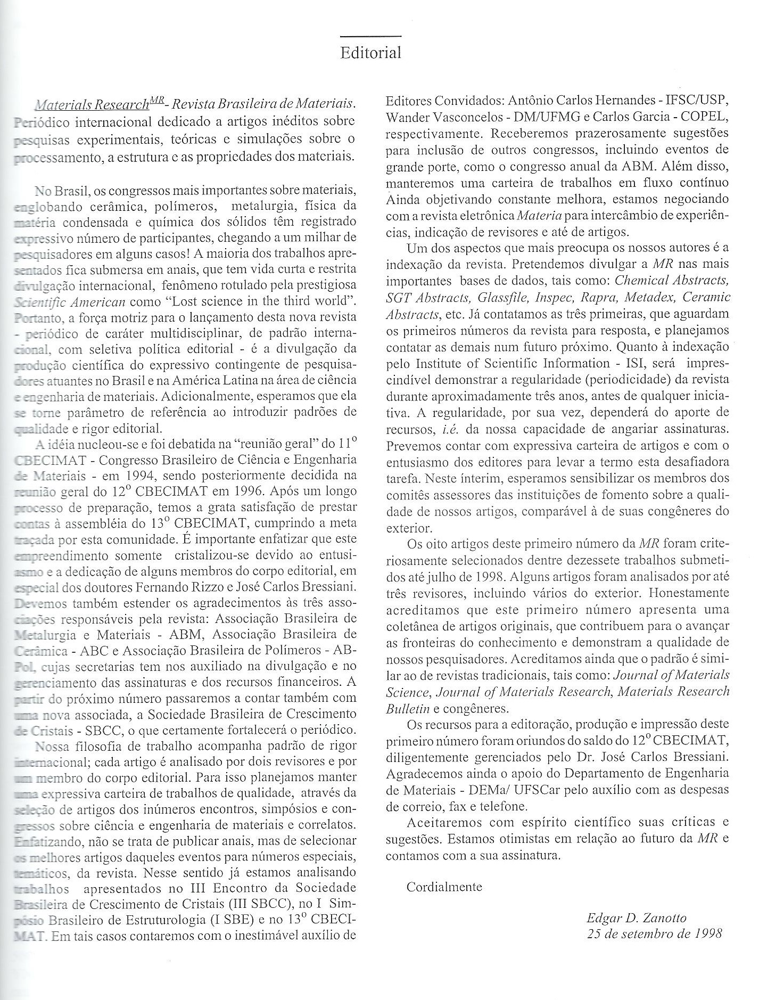 Editorial
Materials Research^MR - Revista Brasileira de Materiais.
Periódico internacional dedicado a artigos inéditos sobre
pesquisas experimentais, teóricas e simulações sobre o
processamento, a estrutura e as propriedades dos materiais.
No Brasil, os congressos mais importantes sobre materiais,
englobando cerâmica, polímeros, metalurgia, física da
matéria condensada e química dos sólidos têm registrado
expressivo número de participantes, chegando a um milhar de
pesquisadores em alguns casos! A maioria dos trabalhos apre-
sentados fica submersa em anais, que tem vida curta e restrita
divulgação internacional, fenômeno rotulado pela prestigiosa
Scientific American como “Lost science in the third world”.
Portanto, a força motriz para o lançamento desta nova revista
- periódico de caráter multidisciplinar, de padrão interna-
cional, com seletiva política editorial - é a divulgação da
produção científica do expressivo contingente de pesquisa-
dores atuantes no Brasil e na América Latina na área de ciência
e engenharia de materiais. Adicionalmente, esperamos que ela
se torne parâmetro de referência ao introduzir padrões de
qualidade e rigor editorial.
A idéia nucleou-se e foi debatida na “reunião geral” do 11º
CBECIMAT - Congresso Brasileiro de Ciência e Engenharia
de Materiais - em 1994, sendo posteriormente decidida na
reunião geral do 12º CBECIMAT em 1996. Após um longo
processo de preparação, temos a grata satisfação de prestar
contas à assembléia do 13º CBECIMAT, cumprindo a meta
traçada por esta comunidade. É importante enfatizar que este
empreendimento somente cristalizou-se devido ao entusi-
asmo e a dedicação de alguns membros do corpo editorial, em
especial dos doutores Fernando Rizzo e José Carlos Bressiani.
Devemos também estender os agradecimentos às três asso-
ciações responsáveis pela revista: Associação Brasileira de
Metalurgia e Materiais - ABM, Associação Brasileira de
Cerâmica - ABC e Associação Brasileira de Polímeros - AB-
Pol, cujas secretarias tem nos auxiliado na divulgação e no
gerenciamento das assinaturas e dos recursos financeiros. A
partir do próximo número passaremos a contar também com
uma nova associada, a Sociedade Brasileira de Crescimento
de Cristais - SBCC, o que certamente fortalecerá o periódico.
Nossa filosofia de trabalho acompanha padrão de rigor
internacional; cada artigo é analisado por dois revisores e por
um membro do corpo editorial. Para isso planejamos manter
uma expressiva carteira de trabalhos de qualidade, através da
seleção de artigos dos inúmeros encontros, simpósios e con-
gressos sobre ciência e engenharia de materiais e correlatos.
Enfatizando, não se trata de publicar anais, mas de selecionar
os melhores artigos daqueles eventos para números especiais,
temáticos, da revista. Nesse sentido já estamos analisando
trabalhos apresentados no III Encontro da Sociedade
Brasileira de Crescimento de Cristais (III SBCC), no I Sim-
pósio Brasileiro de Estruturologia (I SBE) e no 13º CBECI-
MAT. Em tais casos contaremos com o inestimável auxílio de
Editores Convidados: Antônio Carlos Hernandes - IFSC/USP,
Wander Vasconcelos - DM/UFMG e Carlos Garcia - COPEL,
respectivamente. Receberemos prazerosamente sugestões
para inclusão de outros congressos, incluindo eventos de
grande porte, como o congresso anual da ABM. Além disso,
manteremos uma carteira de trabalhos em fluxo contínuo
Ainda objetivando constante melhora, estamos negociando
com a revista eletrônica Materia para intercâmbio de experiên-
cias, indicação de revisores e até de artigos.
Um dos aspectos que mais preocupa os nossos autores é a
indexação da revista. Pretendemos divulgar a MR nas mais
importantes bases de dados, tais como: Chemical Abstracts,
SGT Abstracts, Glassfile, Inspec, Rapra, Metadex, Ceramic
Abstracts, etc. Já contatamos as três primeiras, que aguardam
os primeiros números da revista para resposta, e planejamos
contatar as demais num futuro próximo. Quanto à indexação
pelo Institute of Scientific Information - ISI, será impres-
cindível demonstrar a regularidade (periodicidade) da revista
durante aproximadamente três anos, antes de qualquer inicia-
tiva. A regularidade, por sua vez, dependerá do aporte de
recursos, i.é. da nossa capacidade de angariar assinaturas.
Prevemos contar com expressiva carteira de artigos e com o
entusiasmo dos editores para levar a termo esta desafiadora
tarefa. Neste ínterim, esperamos sensibilizar os membros dos
comitês assessores das instituições de fomento sobre a quali-
dade de nossos artigos, comparável à de suas congêneres do
exterior.
Os oito artigos deste primeiro número da MR foram crite-
riosamente selecionados dentre dezessete trabalhos submeti-
dos até julho de 1998. Alguns artigos foram analisados por até
três revisores, incluindo vários do exterior. Honestamente
acreditamos que este primeiro número apresenta uma
coletânea de artigos originais, que contribuem para o avançar
as fronteiras do conhecimento e demonstram a qualidade de
nossos pesquisadores. Acreditamos ainda que o padrão é simi-
lar ao de revistas tradicionais, tais como: Journal of Materials
Science, Journal of Materials Research, Materials Research
Bulletin e congêneres.
Os recursos para a editoração, produção e impressão deste
primeiro número foram oriundos do saldo do 12º CBECIMAT,
diligentemente gerenciados pelo Dr. José Carlos Bressiani.
Agradecemos ainda o apoio do Departamento de Engenharia
de Materiais - DEMa/ UFSCar pelo auxílio com as despesas
de correio, fax e telefone.
Aceitaremos com espírito científico suas críticas e
sugestões. Estamos otimistas em relação ao futuro da MR e
contamos com a sua assinatura.
Cordialmente
Edgar D. Zanotto
25 de setembro de 1998